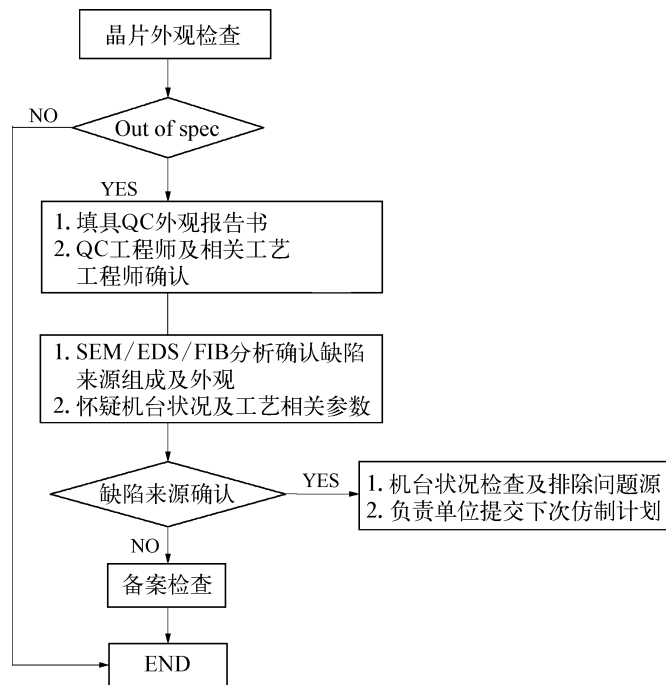 晶片外观检查
NO
Out of spec
YES
1. 填具QC外观报告书
2. QC工程师及相关工艺
工程师确认
1. SEM/EDS/FIB分析确认缺陷
来源组成及外观
2. 怀疑机台状况及工艺相关参数
缺陷来源确认
YES
1. 机台状况检查及排除问题源
2. 负责单位提交下次仿制计划
NO
备案检查
END